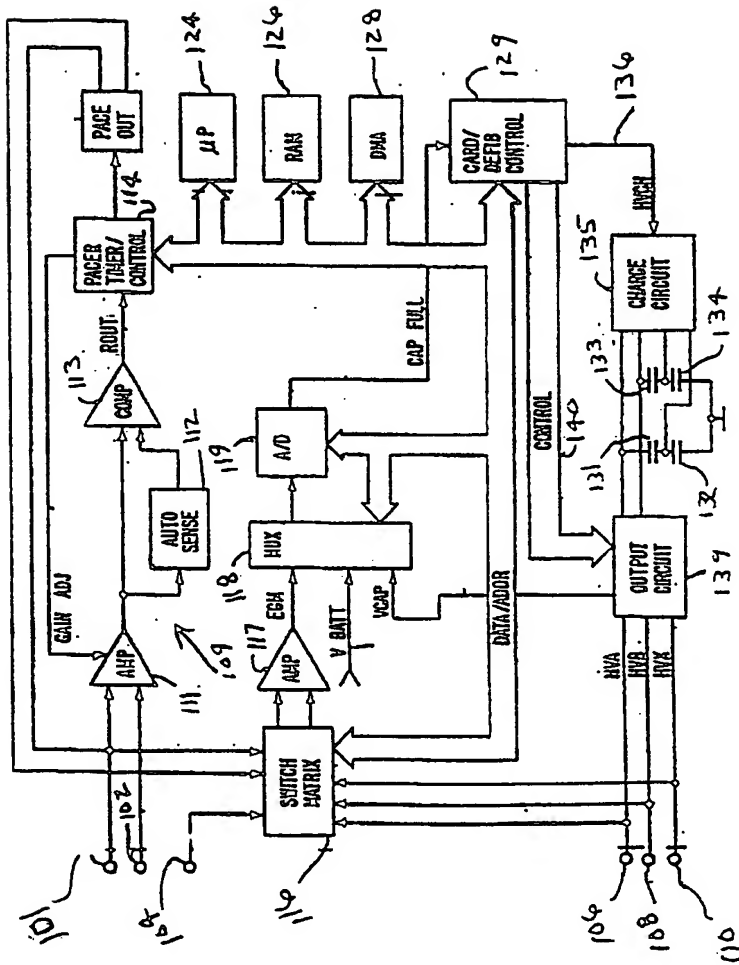 PACE
OUT
124
µP
126
RAM
128
DMA
129
CARD/
DEFIB
CONTROL
136
HVCH
114
PACER
TIMER/
CONTROL
ROUT
113
COMP
112
AUTO
SENSE
GAIN ADJ
AMP
111
109
CAP FULL
119
A/D
118
MUX
EGM
V BATT
VCAP
117
AMP
DATA/ADDR
SWITCH
MATRIX
116
CONTROL
140
135
CHARGE
CIRCUIT
133
134
131
132
OUTPUT
CIRCUIT
139
HVA
HVB
HVX
101
102
104
106
108
110